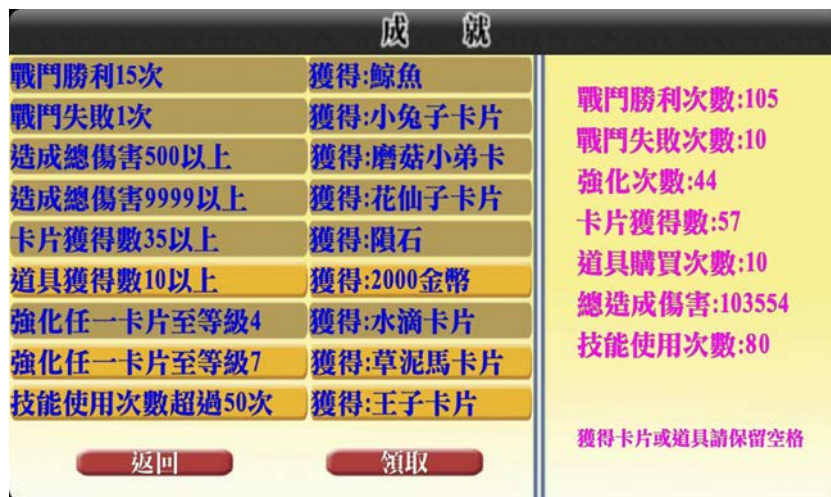 成 就
戰鬥勝利15次 獲得:鯨魚
戰鬥失敗1次 獲得:小兔子卡片
造成總傷害500以上 獲得:磨菇小弟卡
造成總傷害9999以上 獲得:花仙子卡片
卡片獲得數35以上 獲得:隕石
道具獲得數10以上 獲得:2000金幣
強化任一卡片至等級4 獲得:水滴卡片
強化任一卡片至等級7 獲得:草泥馬卡片
技能使用次數超過50次 獲得:王子卡片
返回 領取
戰鬥勝利次數:105
戰鬥失敗次數:10
強化次數:44
卡片獲得數:57
道具購買次數:10
總造成傷害:103554
技能使用次數:80
獲得卡片或道具請保留空格